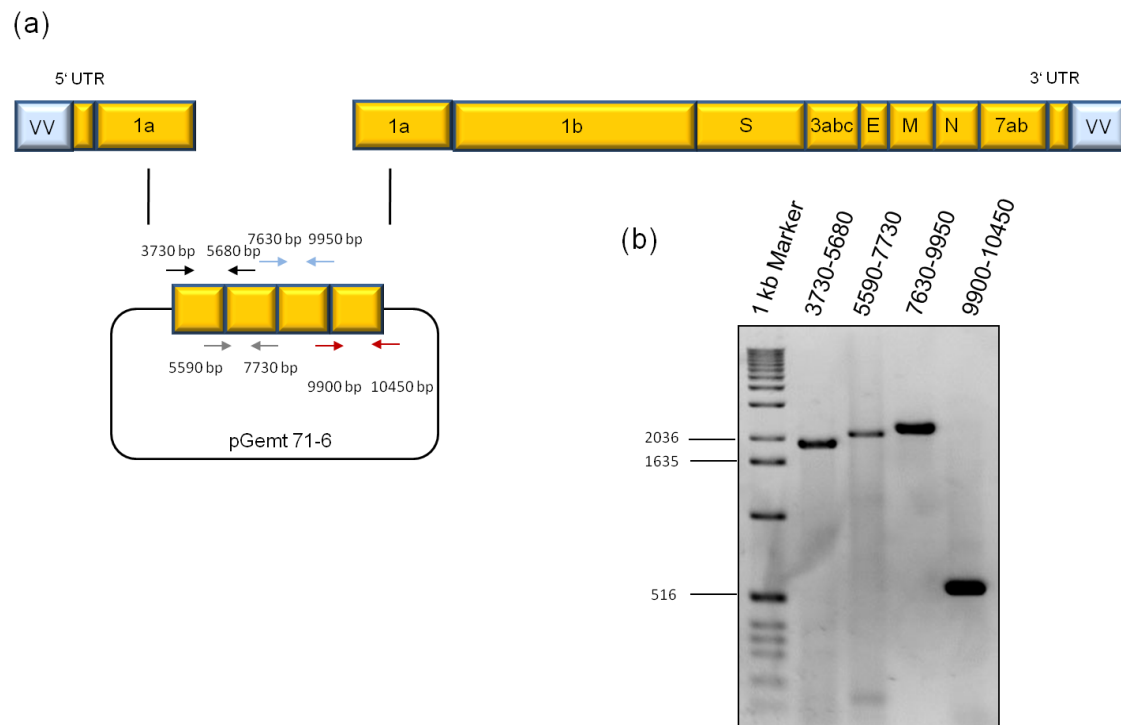 (a)
5' UTR
3' UTR
VV
1a
1a
1b
S
3abc
E
M
N
7ab
VV
3730 bp
5680 bp
7630 bp
9950 bp
5590 bp
7730 bp
9900 bp
10450 bp
pGemt 71-6
(b)
1 kb Marker
3730-5680
5590-7730
7630-9950
9900-10450
2036
1635
516